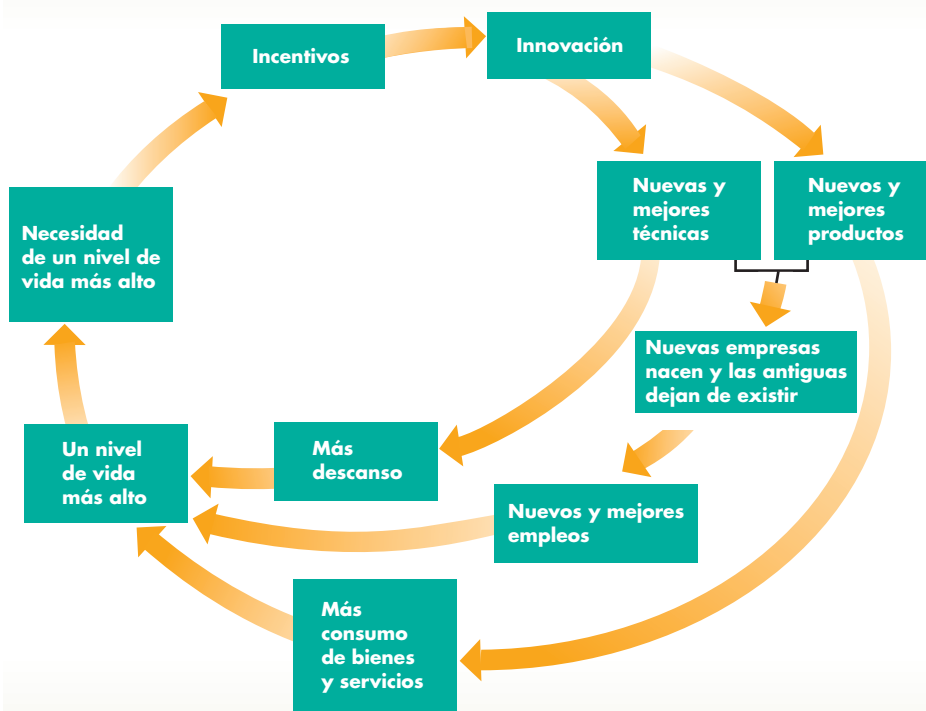 Incentivos
Innovación
Nuevas y
mejores
técnicas
Nuevos y
mejores
productos
Necesidad
de un nivel de
vida más alto
Nuevas empresas
nacen y las antiguas
dejan de existir
Un nivel
de vida
más alto
Más
descanso
Nuevos y mejores
empleos
Más
consumo
de bienes
y servicios